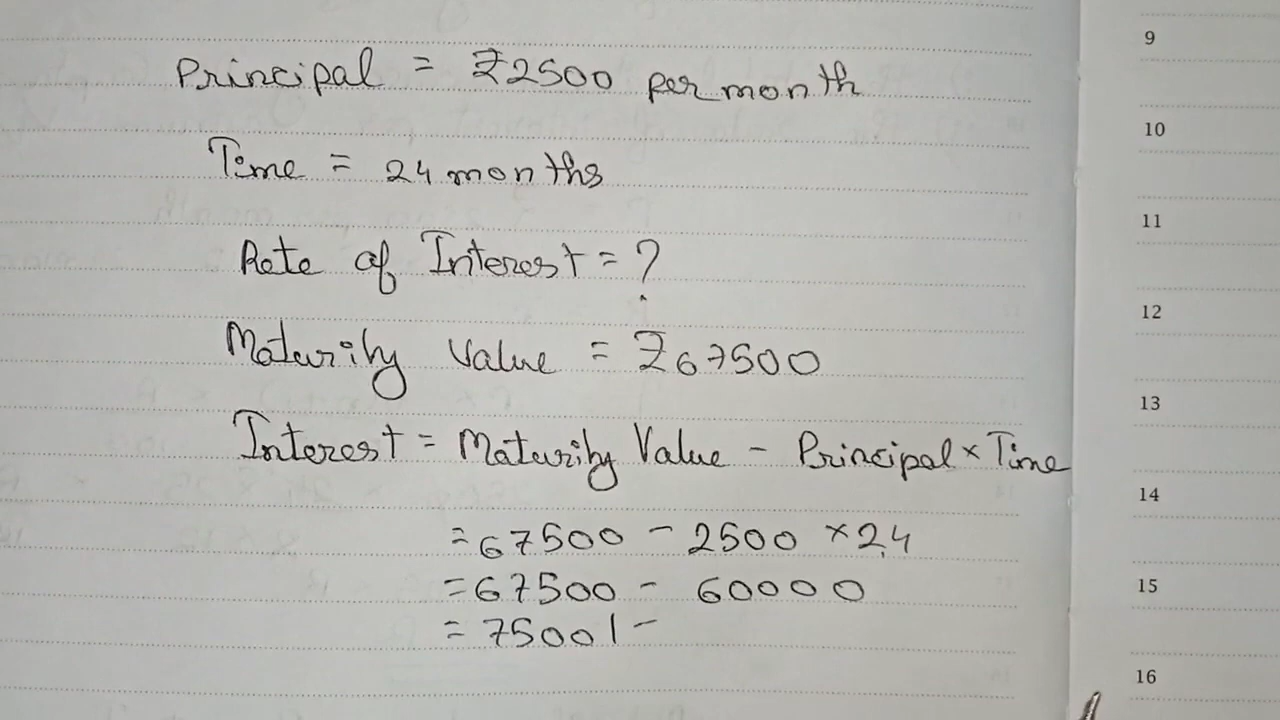 Principal = ₹2500 per month
Time = 24 months
Rate of Interest = ?
Maturity Value = ₹67500
Interest = Maturity Value - Principal × Time
= 67500 - 2500 × 24
= 67500 - 60000
= 7500/-
9
10
11
12
13
14
15
16